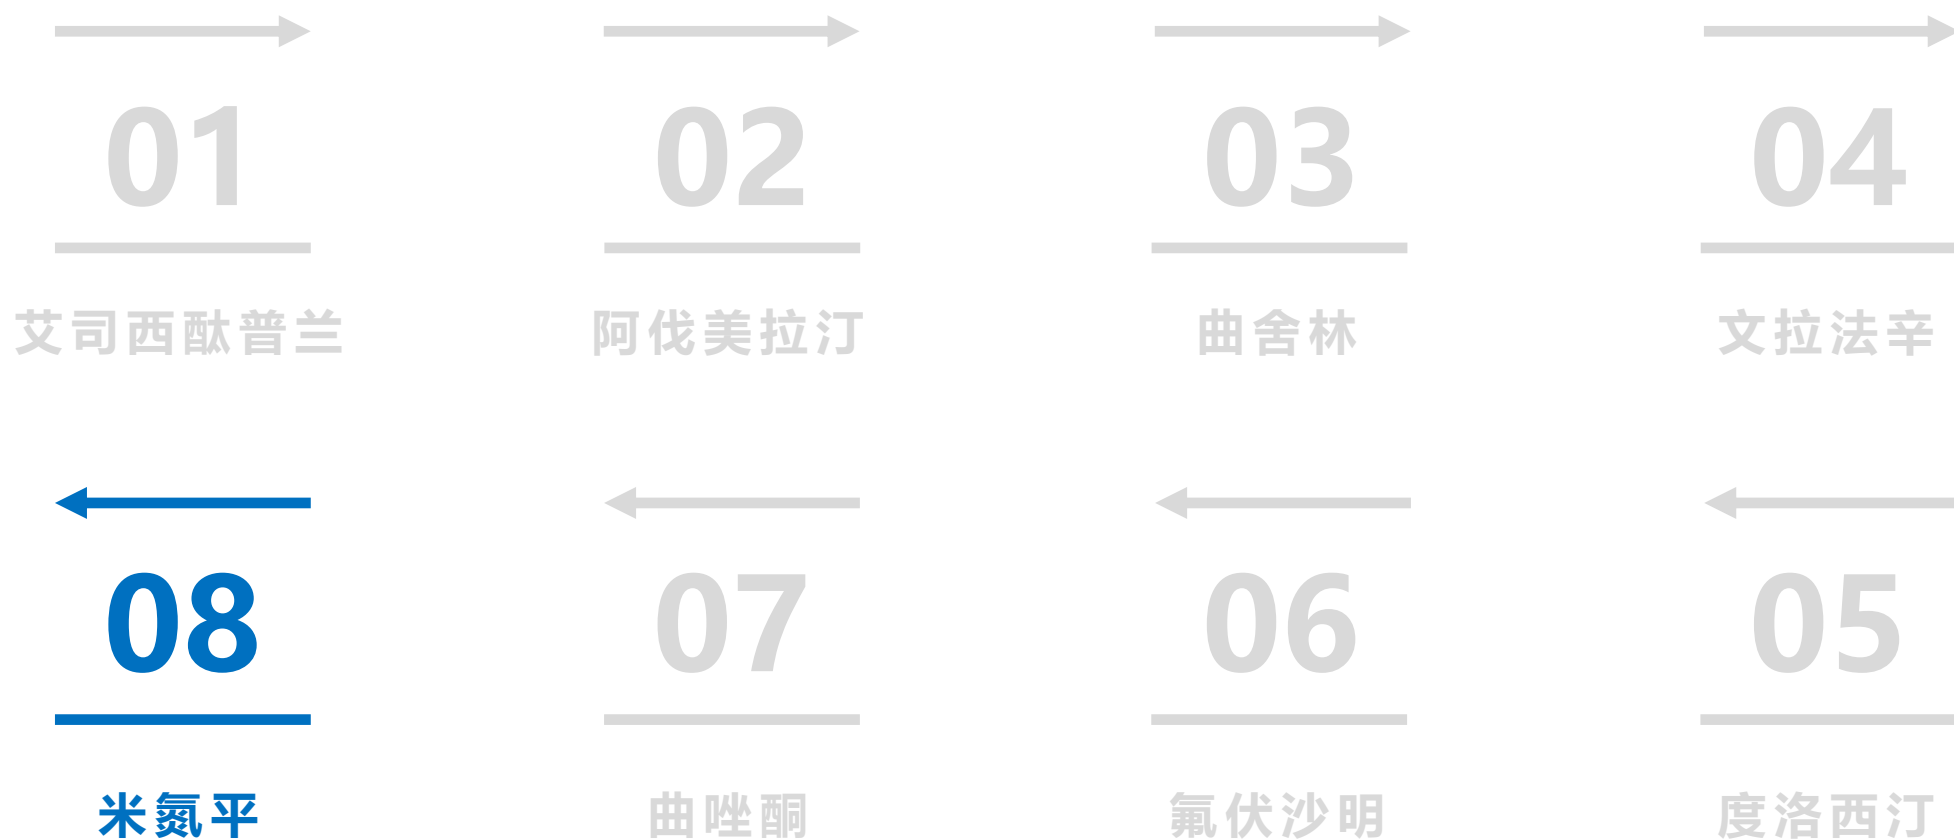 01 02 03 04
艾司西酞普兰 阿伐美拉汀 曲舍林 文拉法辛
08 07 06 05
米氮平 曲唑酮 氟伏沙明 度洛西汀